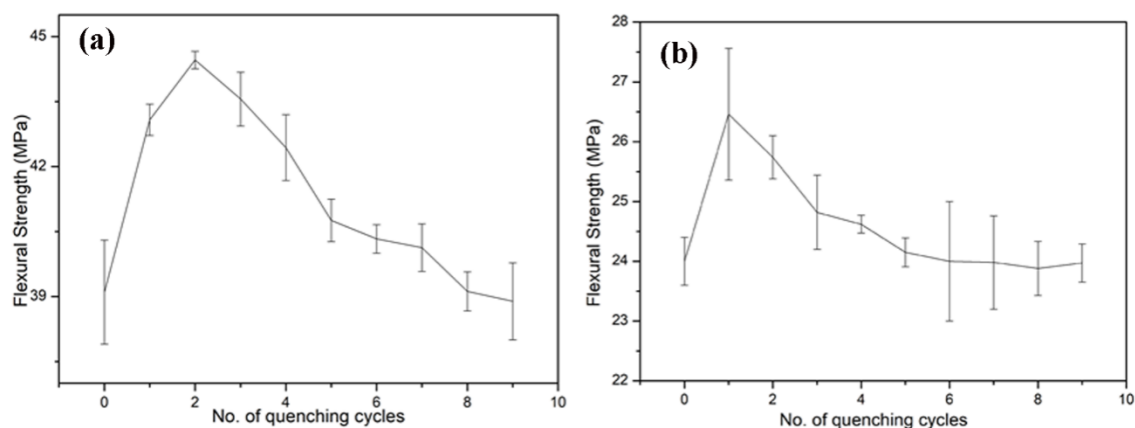 (a)
45
42
39
Flexural Strength (MPa)
0 2 4 6 8 10
No. of quenching cycles
(b)
28
27
26
25
24
23
22
Flexural Strength (MPa)
0 2 4 6 8 10
No. of quenching cycles